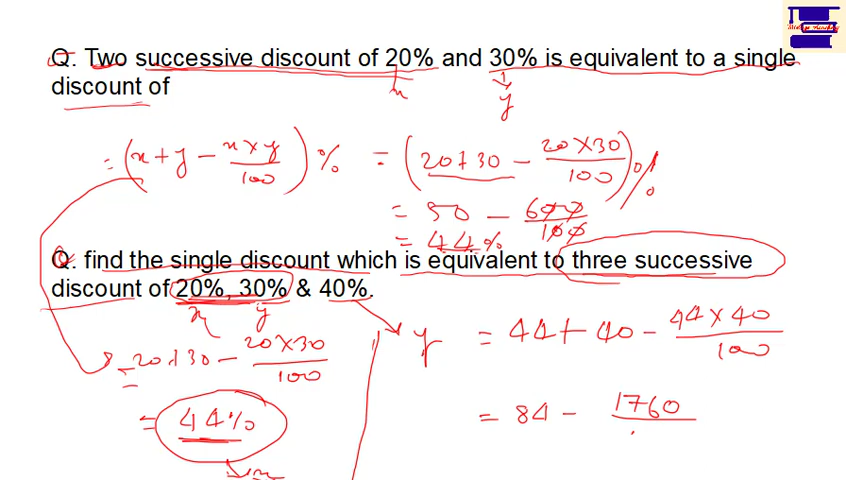 Q. Two successive discount of 20% and 30% is equivalent to a single
discount of
x
y
= (x + y - x × y / 100) % = (20 + 30 - 20 × 30 / 100) %
= 50 - 600 / 100
= 44%
Q. find the single discount which is equivalent to three successive
discount of 20%, 30% & 40%.
x y y
= 20 + 30 - 20 × 30 / 100
= 44%
x
= 44 + 40 - 44 × 40 / 100
= 84 - 1760